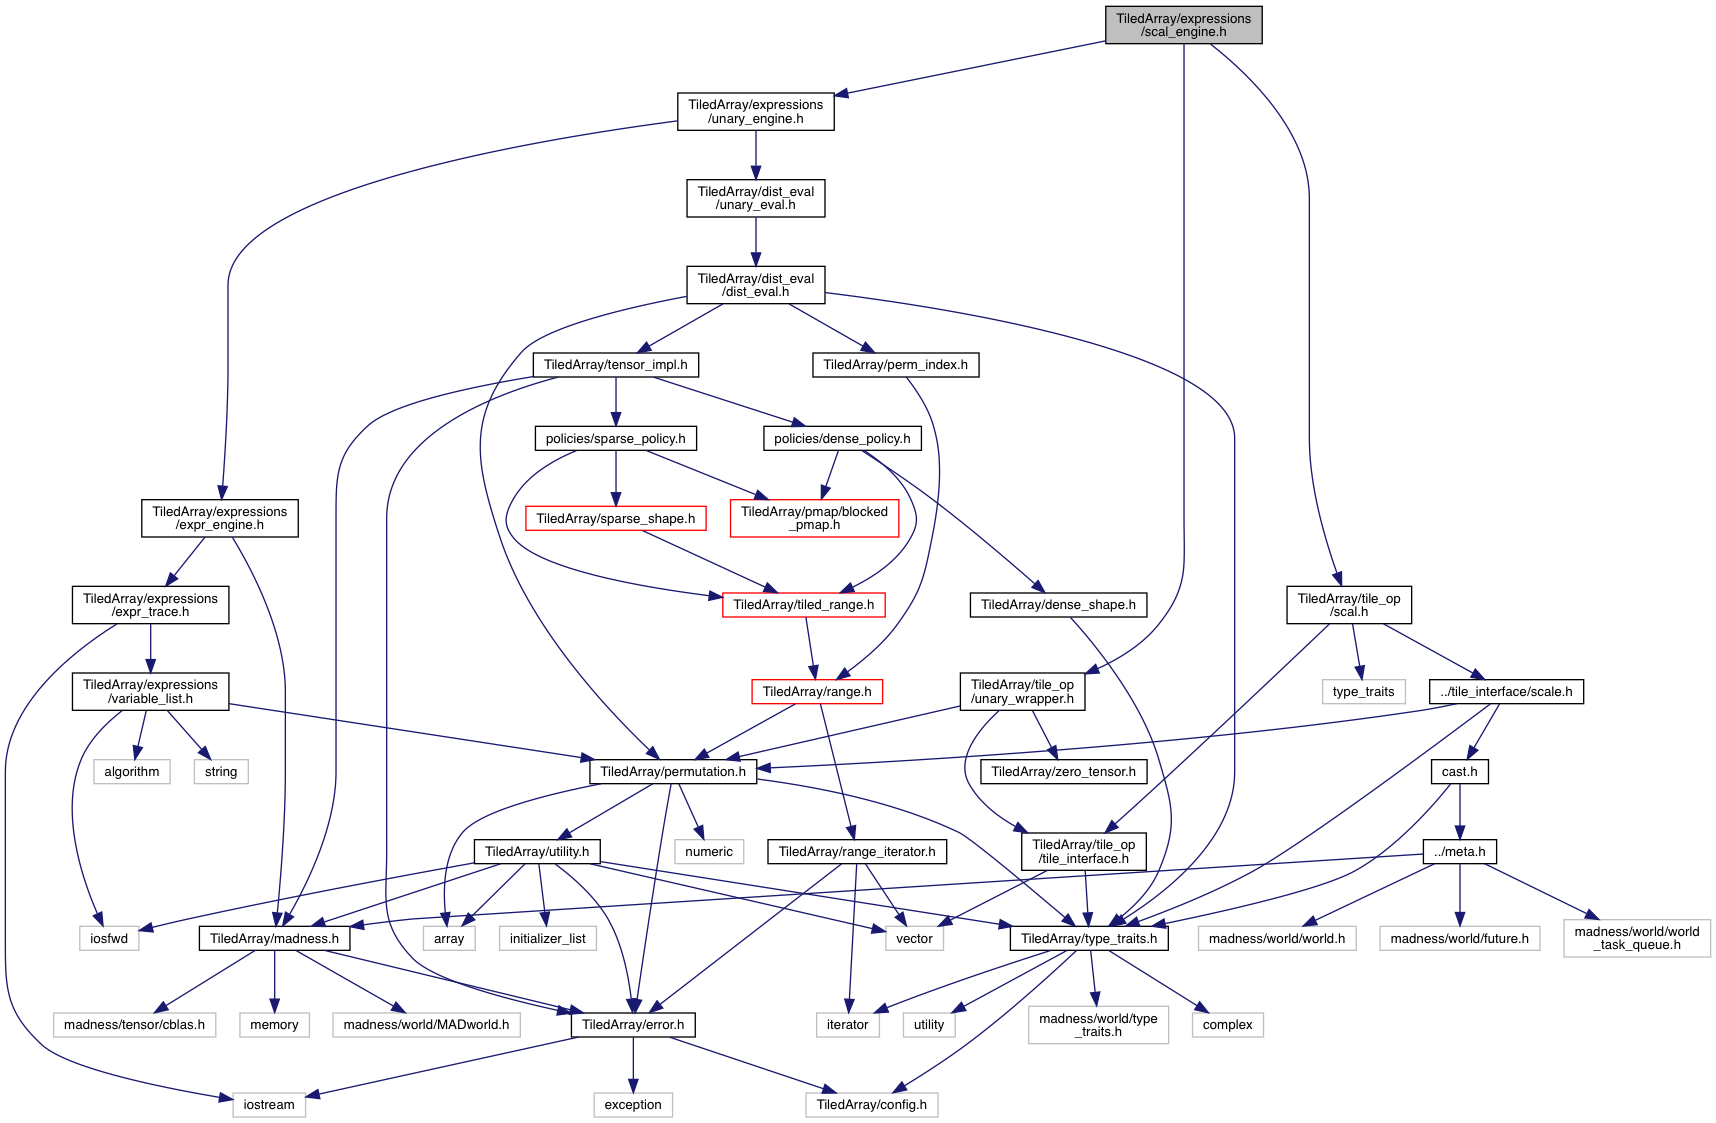 TiledArray/expressions
/scal_engine.h
TiledArray/expressions
/unary_engine.h
TiledArray/dist_eval
/unary_eval.h
TiledArray/dist_eval
/dist_eval.h
TiledArray/tensor_impl.h
TiledArray/perm_index.h
policies/sparse_policy.h
policies/dense_policy.h
TiledArray/expressions
/expr_engine.h
TiledArray/sparse_shape.h
TiledArray/pmap/blocked
_pmap.h
TiledArray/expressions
/expr_trace.h
TiledArray/tiled_range.h
TiledArray/dense_shape.h
TiledArray/tile_op
/scal.h
TiledArray/expressions
/variable_list.h
TiledArray/range.h
TiledArray/tile_op
/unary_wrapper.h
type_traits
../tile_interface/scale.h
algorithm
string
TiledArray/permutation.h
TiledArray/zero_tensor.h
cast.h
TiledArray/utility.h
numeric
TiledArray/range_iterator.h
TiledArray/tile_op
/tile_interface.h
../meta.h
iosfwd
TiledArray/madness.h
array
initializer_list
vector
TiledArray/type_traits.h
madness/world/world.h
madness/world/future.h
madness/world/world
_task_queue.h
madness/tensor/cblas.h
memory
madness/world/MADworld.h
TiledArray/error.h
iterator
utility
madness/world/type
_traits.h
complex
iostream
exception
TiledArray/config.h